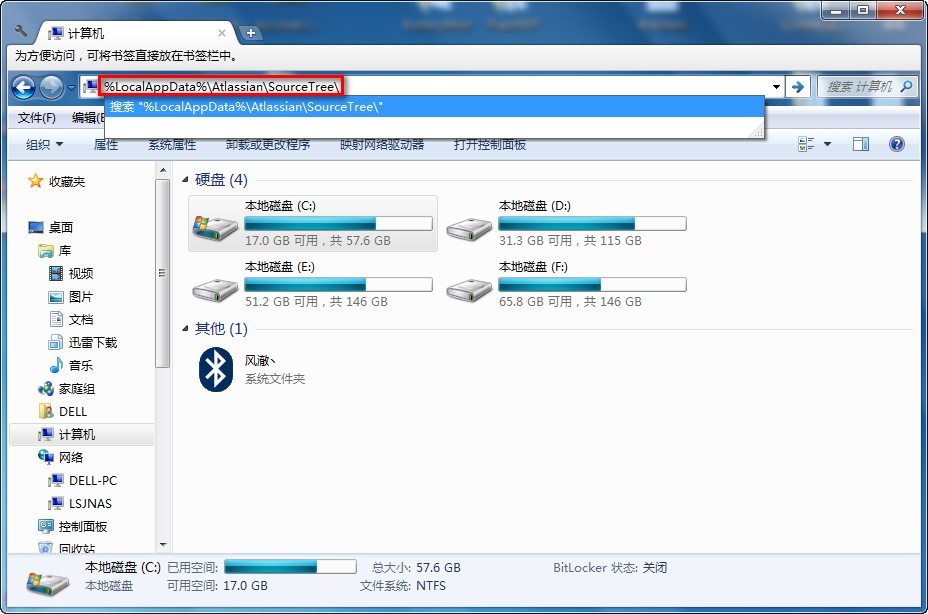 计算机
为方便访问，可将书签直接放在书签栏中。
%LocalAppData%\Atlassian\SourceTree\
搜索 计算机
搜索 "%LocalAppData%\Atlassian\SourceTree\"
文件(F) 编辑(E
组织 属性 系统属性 卸载或更改程序 映射网络驱动器 打开控制面板
收藏夹
桌面
库
视频
图片
文档
迅雷下载
音乐
家庭组
DELL
计算机
网络
DELL-PC
LSJNAS
控制面板
回收站
硬盘 (4)
本地磁盘 (C:)
17.0 GB 可用，共 57.6 GB
本地磁盘 (D:)
31.3 GB 可用，共 115 GB
本地磁盘 (E:)
51.2 GB 可用，共 146 GB
本地磁盘 (F:)
65.8 GB 可用，共 146 GB
其他 (1)
风澈丶
系统文件夹
本地磁盘 (C:) 已用空间: 总大小: 57.6 GB BitLocker 状态: 关闭
本地磁盘 可用空间: 17.0 GB 文件系统: NTFS